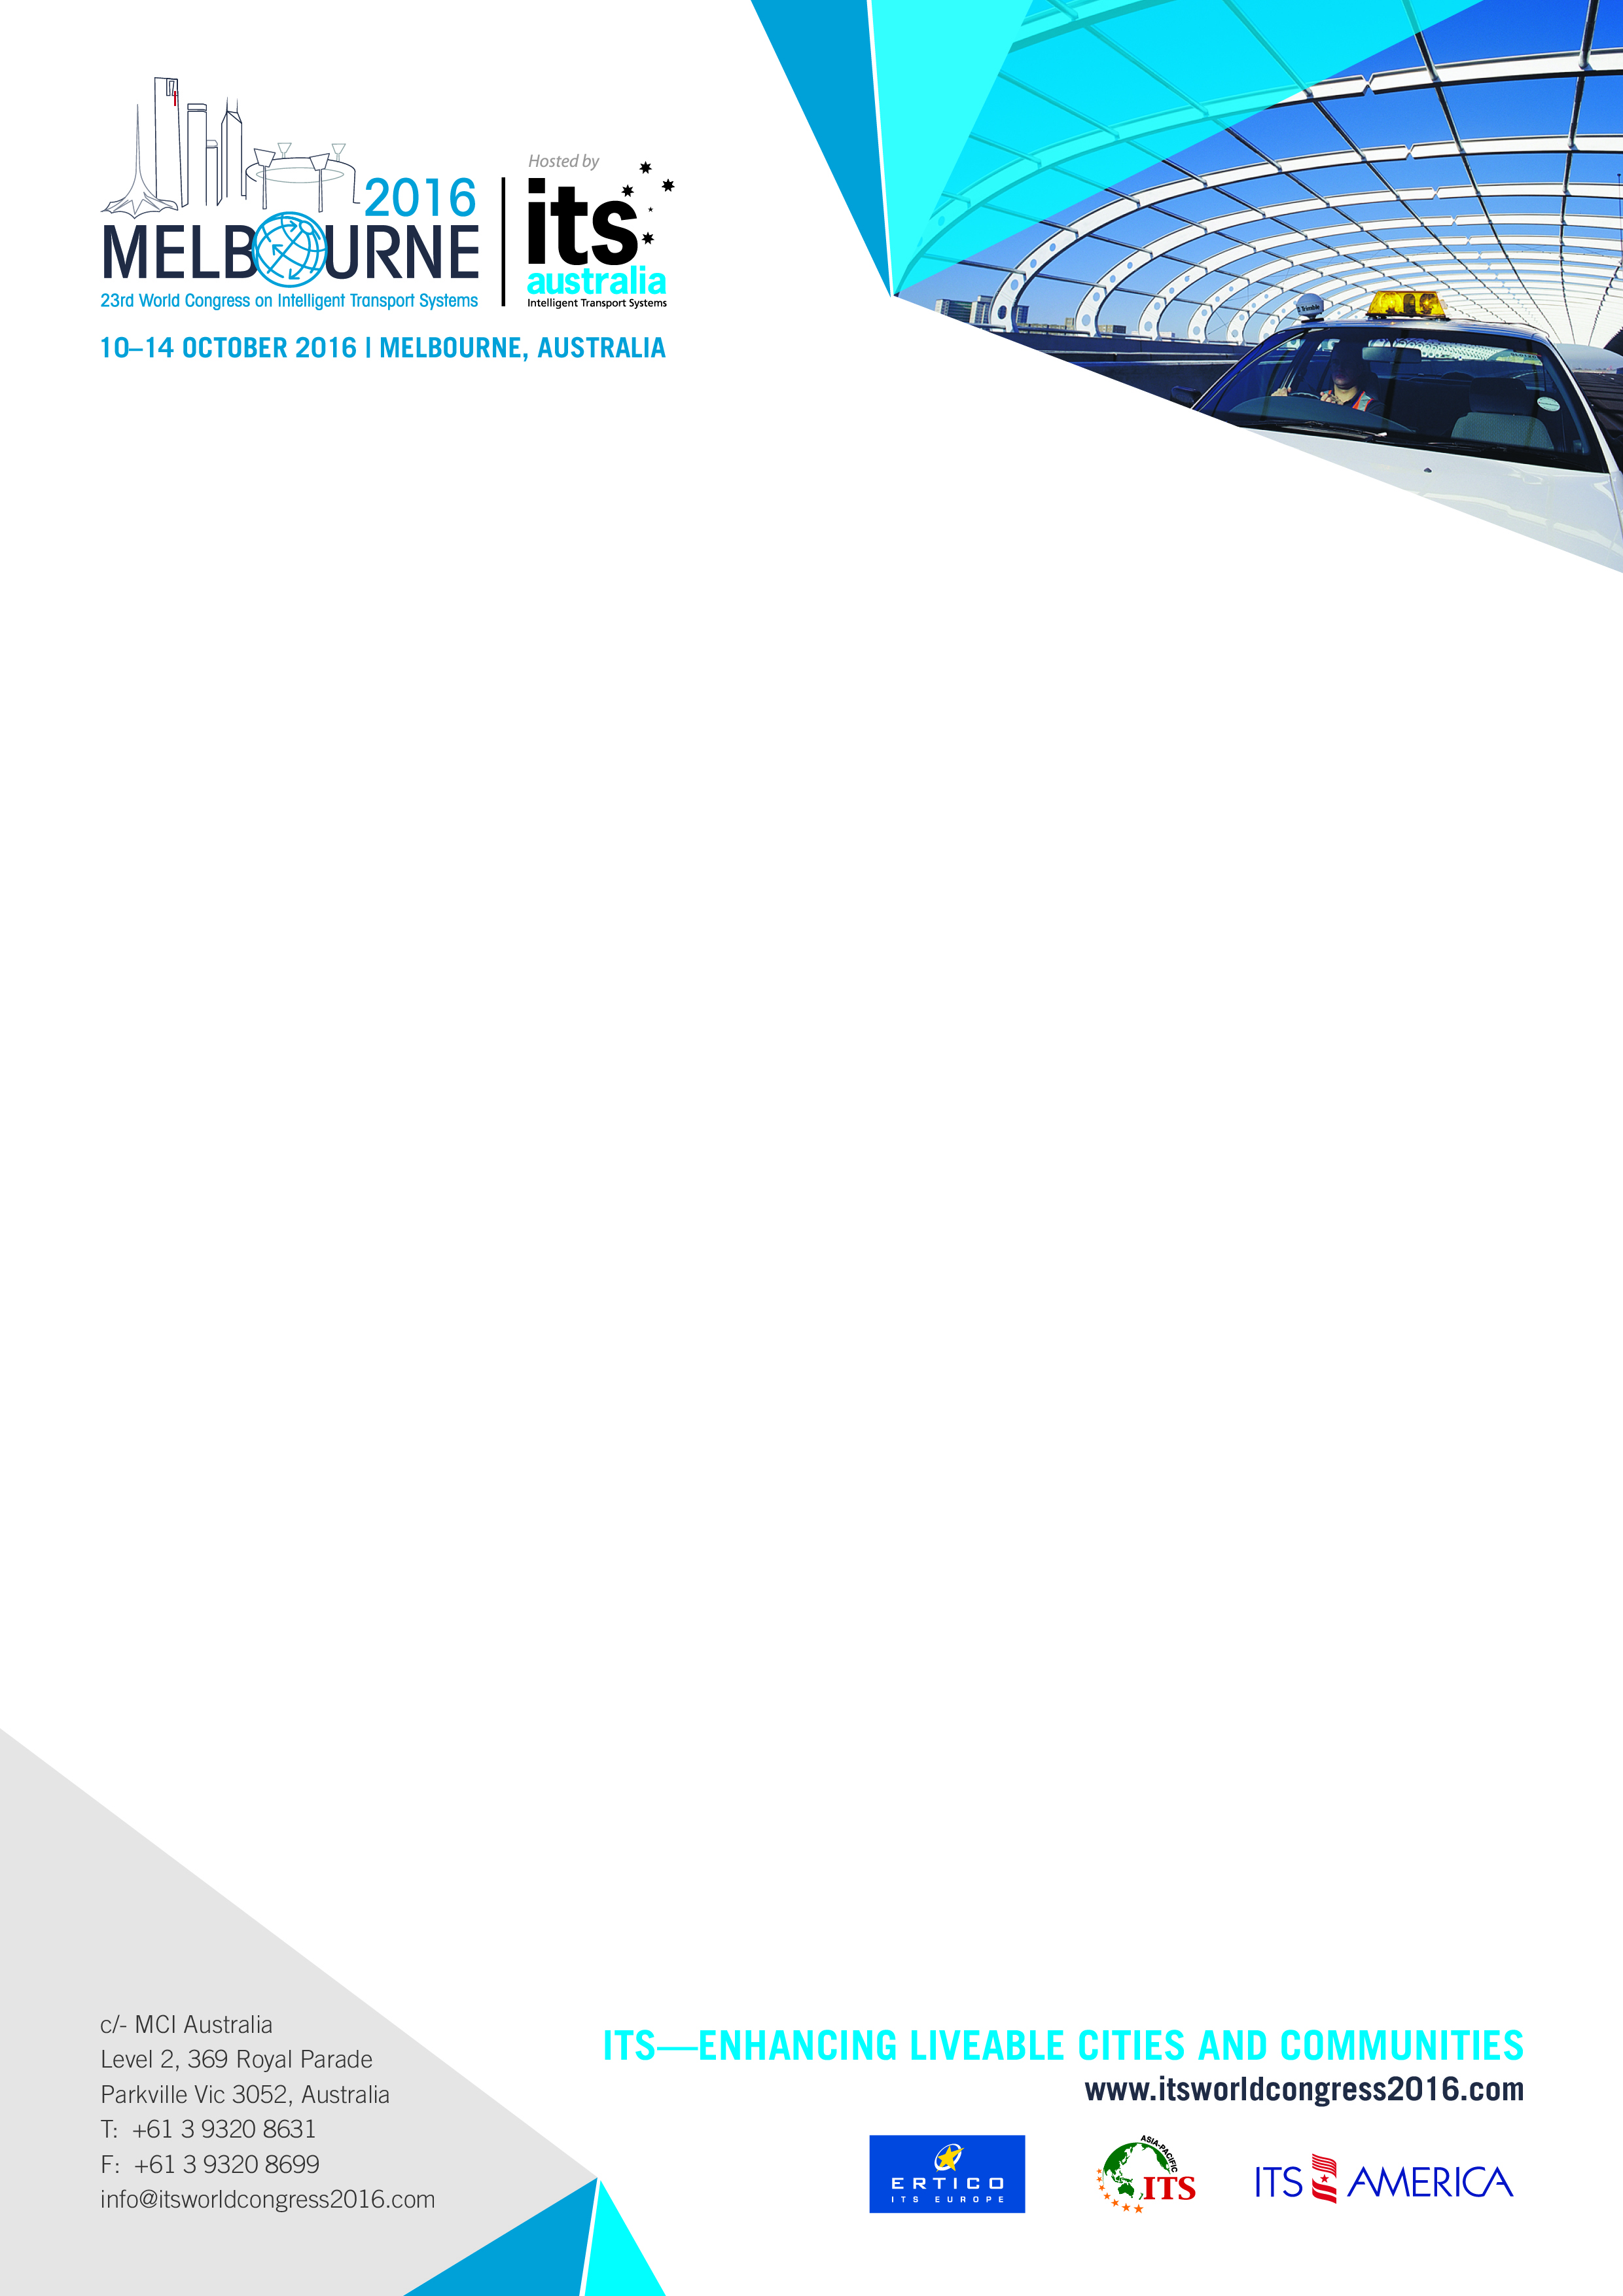 Hosted by
2016
MELBOURNE
23rd World Congress on Intelligent Transport Systems
its
australia
Intelligent Transport Systems
10–14 OCTOBER 2016 | MELBOURNE, AUSTRALIA
Trimble
c/- MCI Australia
Level 2, 369 Royal Parade
Parkville Vic 3052, Australia
T: +61 3 9320 8631
F: +61 3 9320 8699
info@itsworldcongress2016.com
ITS—ENHANCING LIVEABLE CITIES AND COMMUNITIES
www.itsworldcongress2016.com
ERTICO
ITS EUROPE
ASIA-PACIFIC
ITS
ITS AMERICA